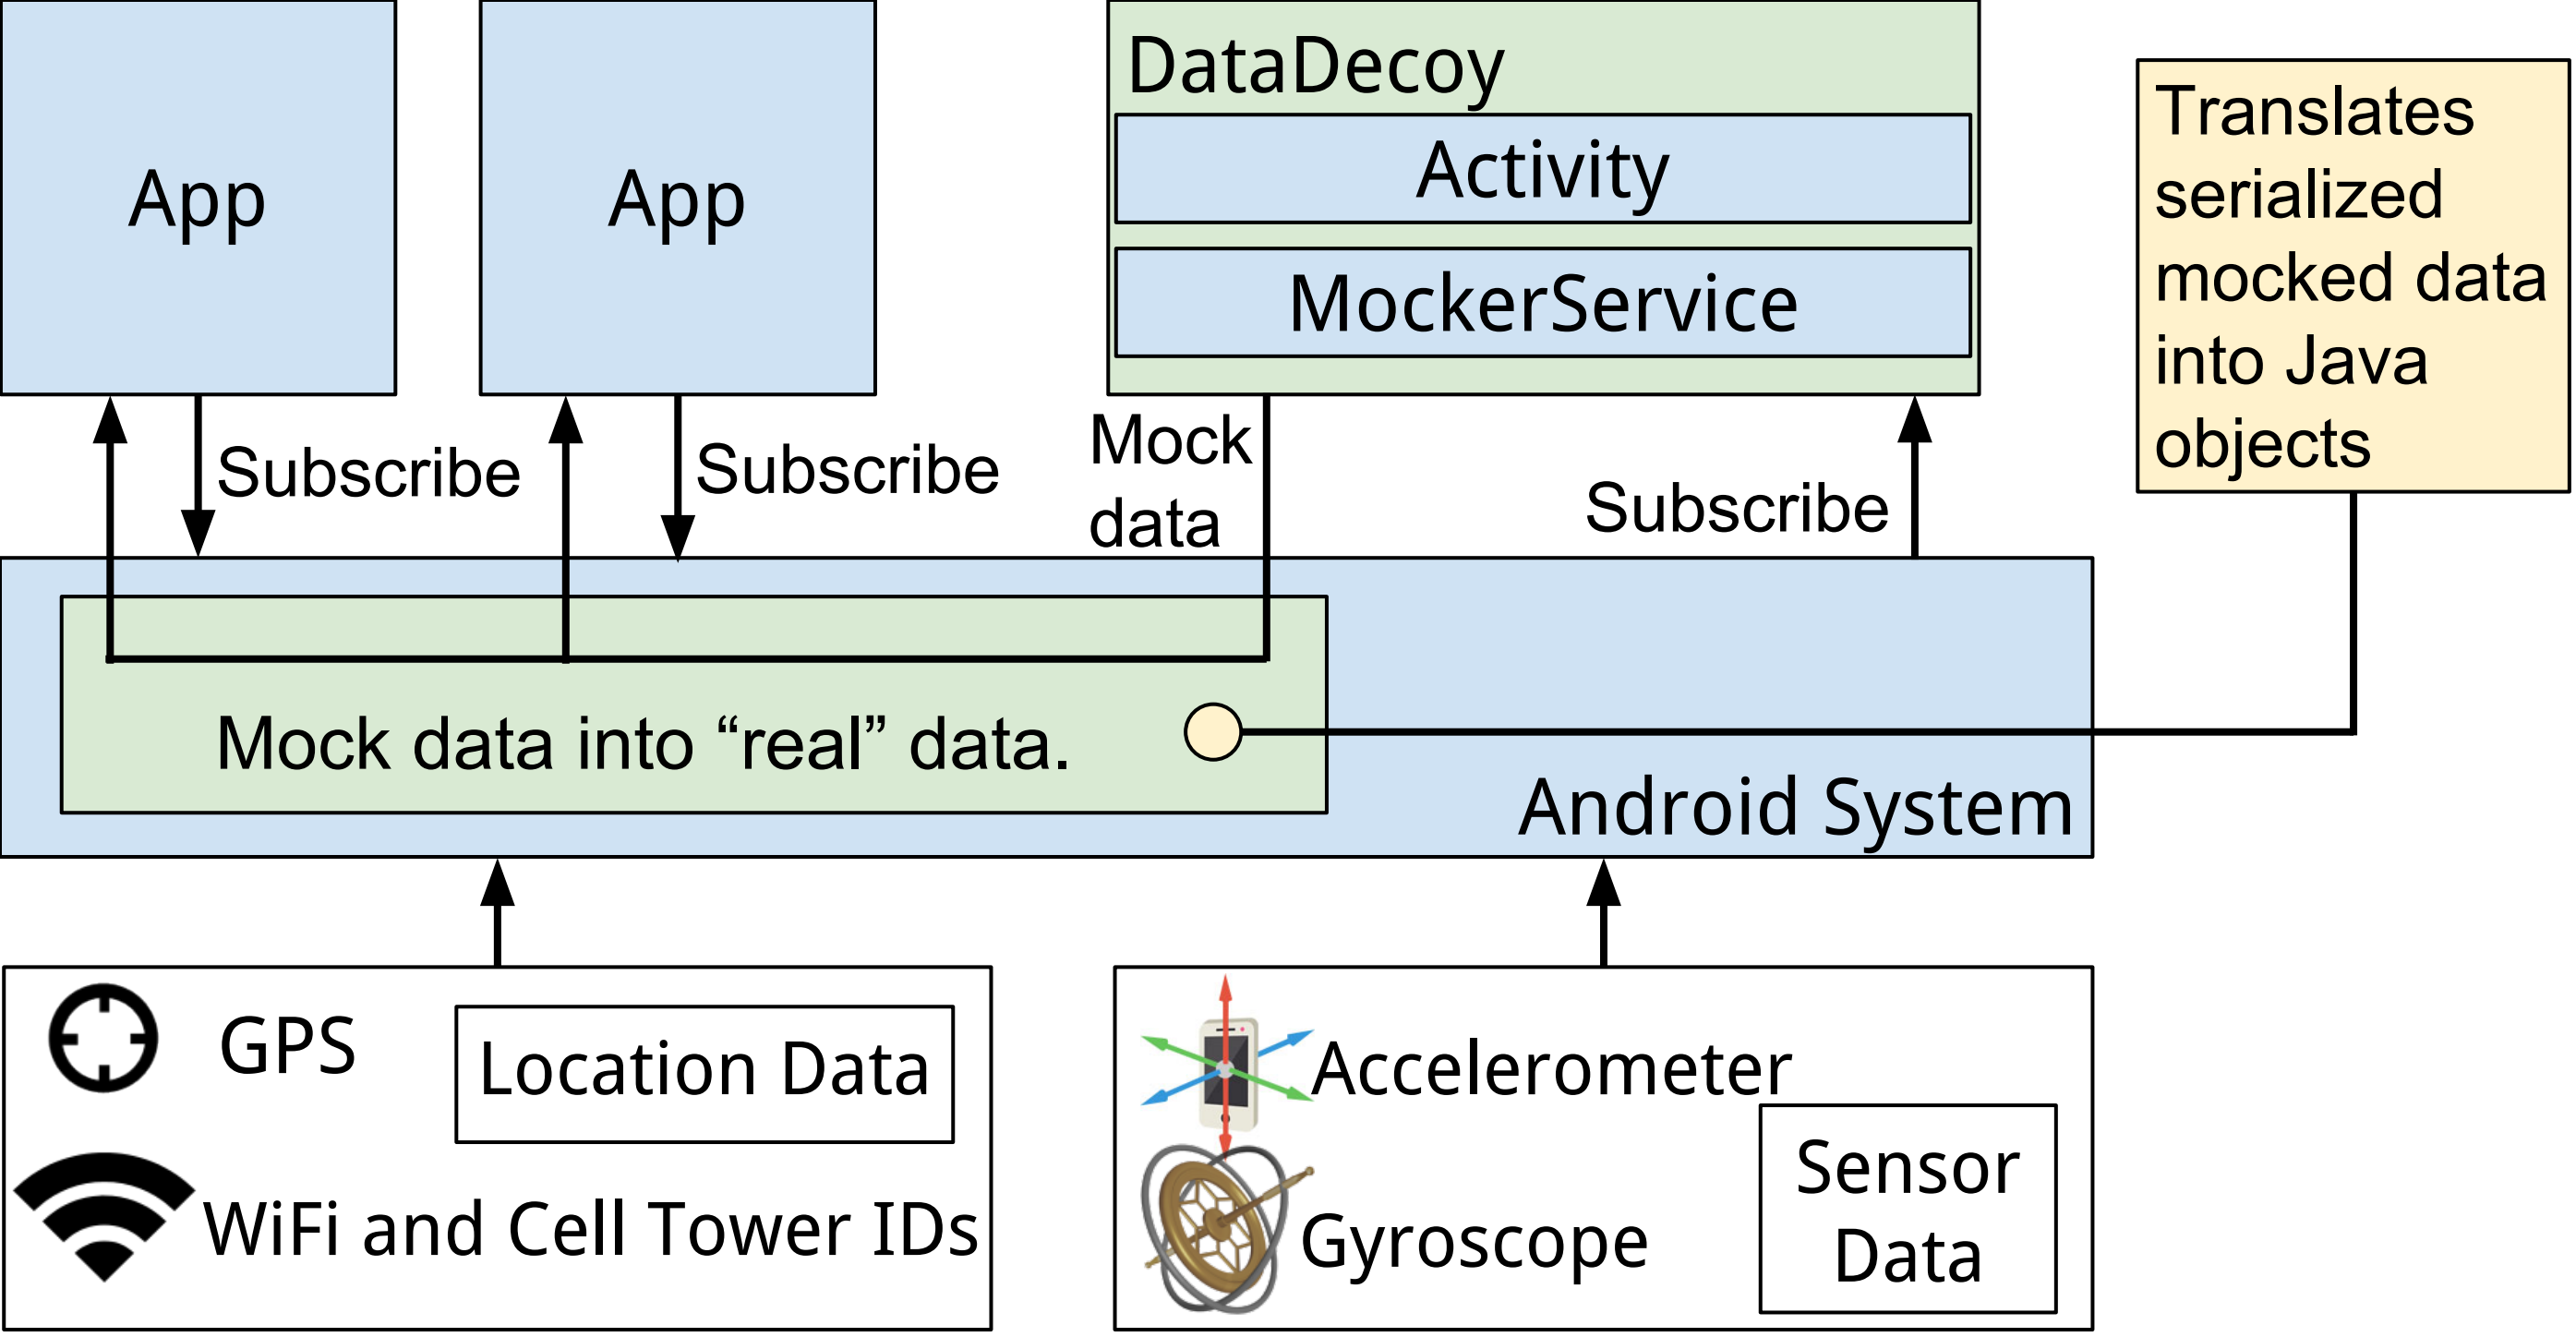 App
App
DataDecoy
Activity
MockerService
Translates
serialized
mocked data
into Java
objects
Subscribe
Subscribe
Mock
data
Subscribe
Mock data into “real” data.
Android System
GPS
Location Data
WiFi and Cell Tower IDs
Accelerometer
Gyroscope
Sensor
Data